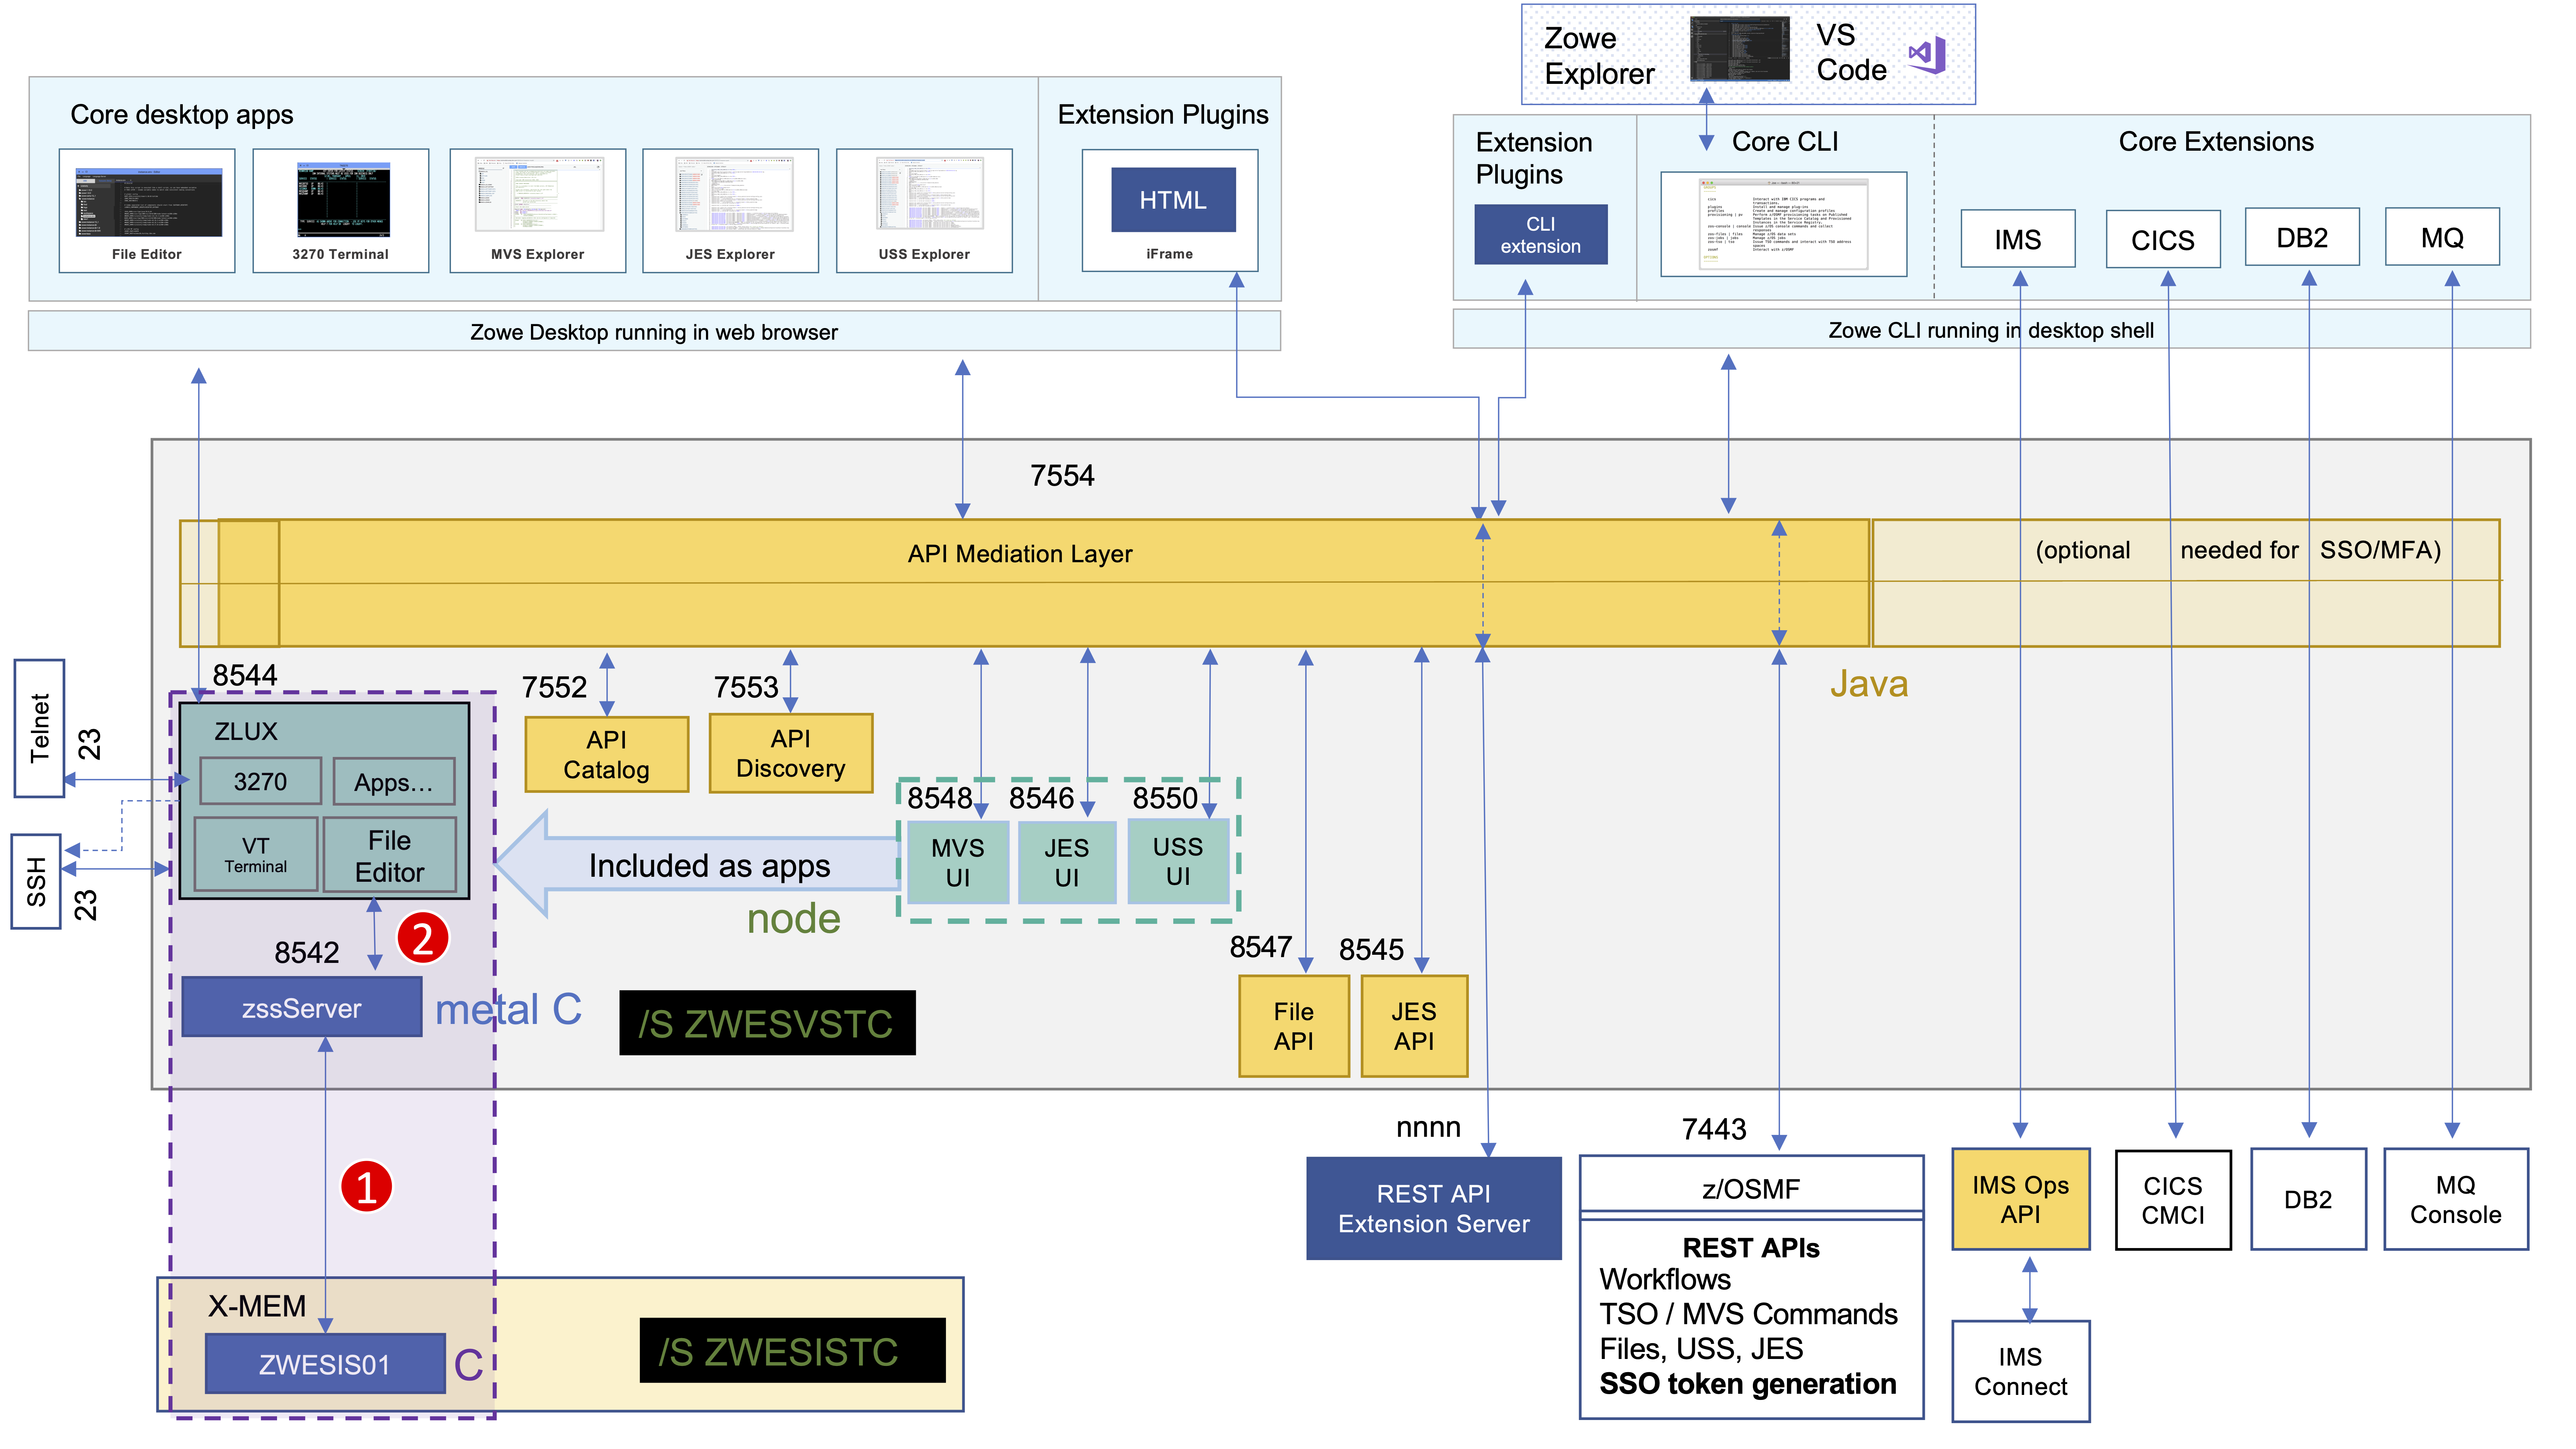 Zowe
Explorer
VS
Code
Core desktop apps
Extension Plugins
File Editor
3270 Terminal
MVS Explorer
JES Explorer
USS Explorer
HTML
iFrame
Zowe Desktop running in web browser
Extension
Plugins
CLI
extension
Core CLI
Core Extensions
IMS
CICS
DB2
MQ
Zowe CLI running in desktop shell
7554
API Mediation Layer
(optional needed for SSO/MFA)
Java
Telnet
23
SSH
23
8544
ZLUX
3270
Apps...
VT
Terminal
File
Editor
7552
API
Catalog
7553
API
Discovery
8548
8546
8550
MVS
UI
JES
UI
USS
UI
Included as apps
node
8542
2
zssServer
metal C
/S ZWESVSTC
8547
File
API
8545
JES
API
1
X-MEM
ZWESIS01
C
/S ZWESISTC
nnnn
REST API
Extension Server
7443
z/OSMF
REST APIs
Workflows
TSO / MVS Commands
Files, USS, JES
SSO token generation
IMS Ops
API
IMS
Connect
CICS
CMCI
DB2
MQ
Console